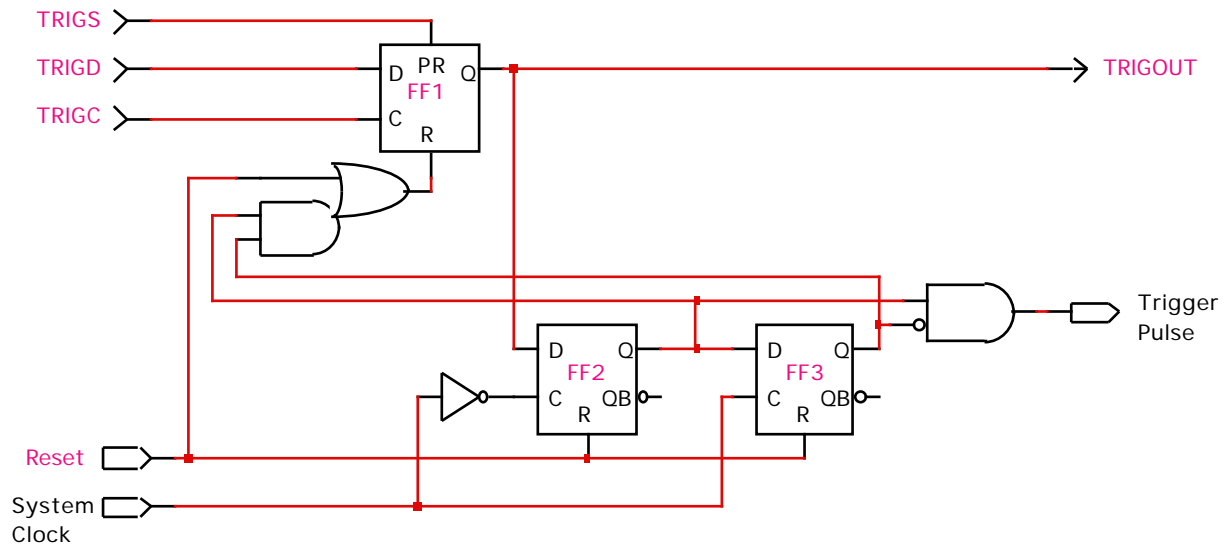 TRIGS
TRIGD
TRIGC
D
PR
Q
FF1
C
R
TRIGOUT
Trigger
Pulse
D
Q
FF2
C
QB
R
D
Q
FF3
C
QB
R
Reset
System
Clock